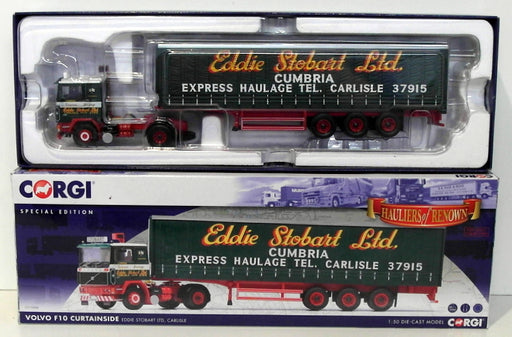 Eddie Stobart Ltd.
CUMBRIA
EXPRESS HAULAGE TEL. CARLISLE 37915
CORGI
SPECIAL EDITION
HAULIERS of RENOWN
Eddie Stobart Ltd.
CUMBRIA
EXPRESS HAULAGE TEL. CARLISLE 37915
VOLVO F10 CURTAINSIDE EDDIE STOBART LTD, CARLISLE
1:50 DIE-CAST MODEL
CORGI